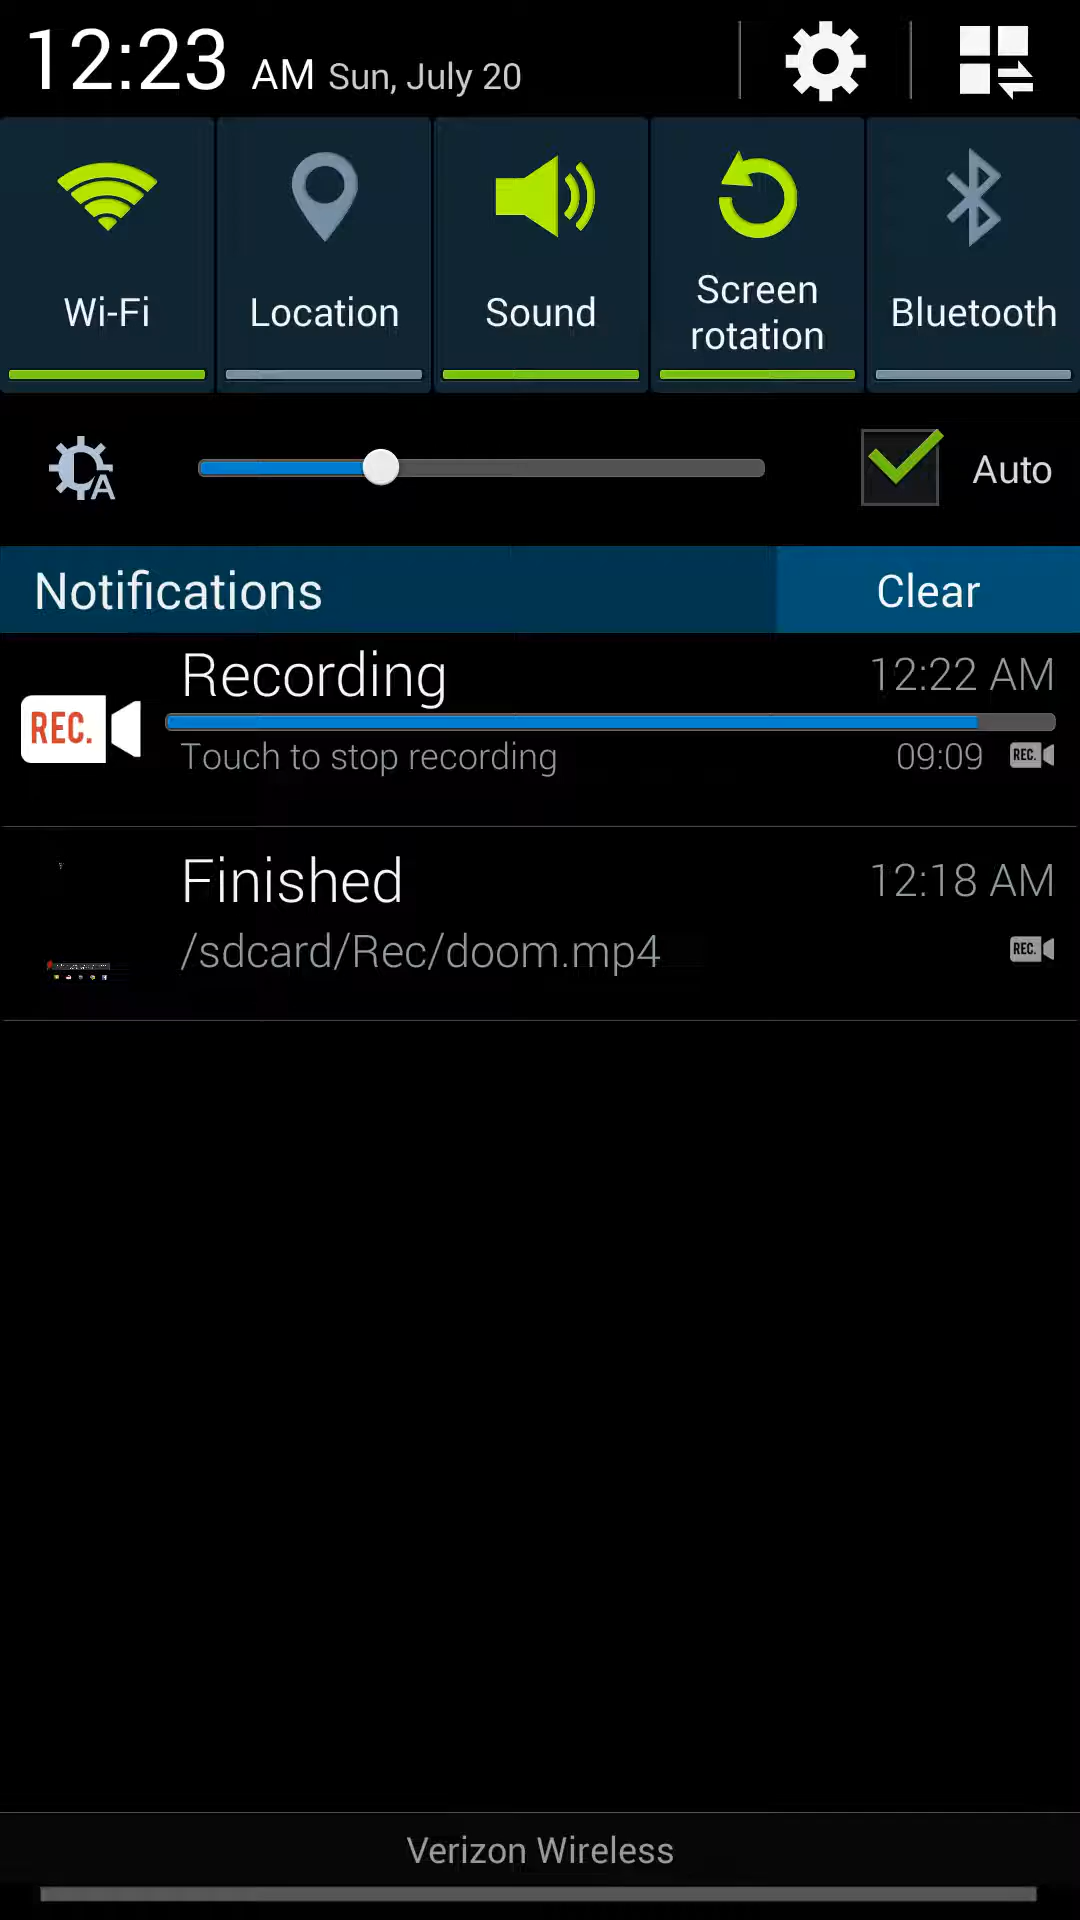 12:23 AM Sun, July 20
Wi-Fi
Location
Sound
Screen
rotation
Bluetooth
A
Auto
Notifications
Clear
REC.
Recording
12:22 AM
Touch to stop recording
09:09
REC.
Finished
12:18 AM
/sdcard/Rec/doom.mp4
REC.
Verizon Wireless